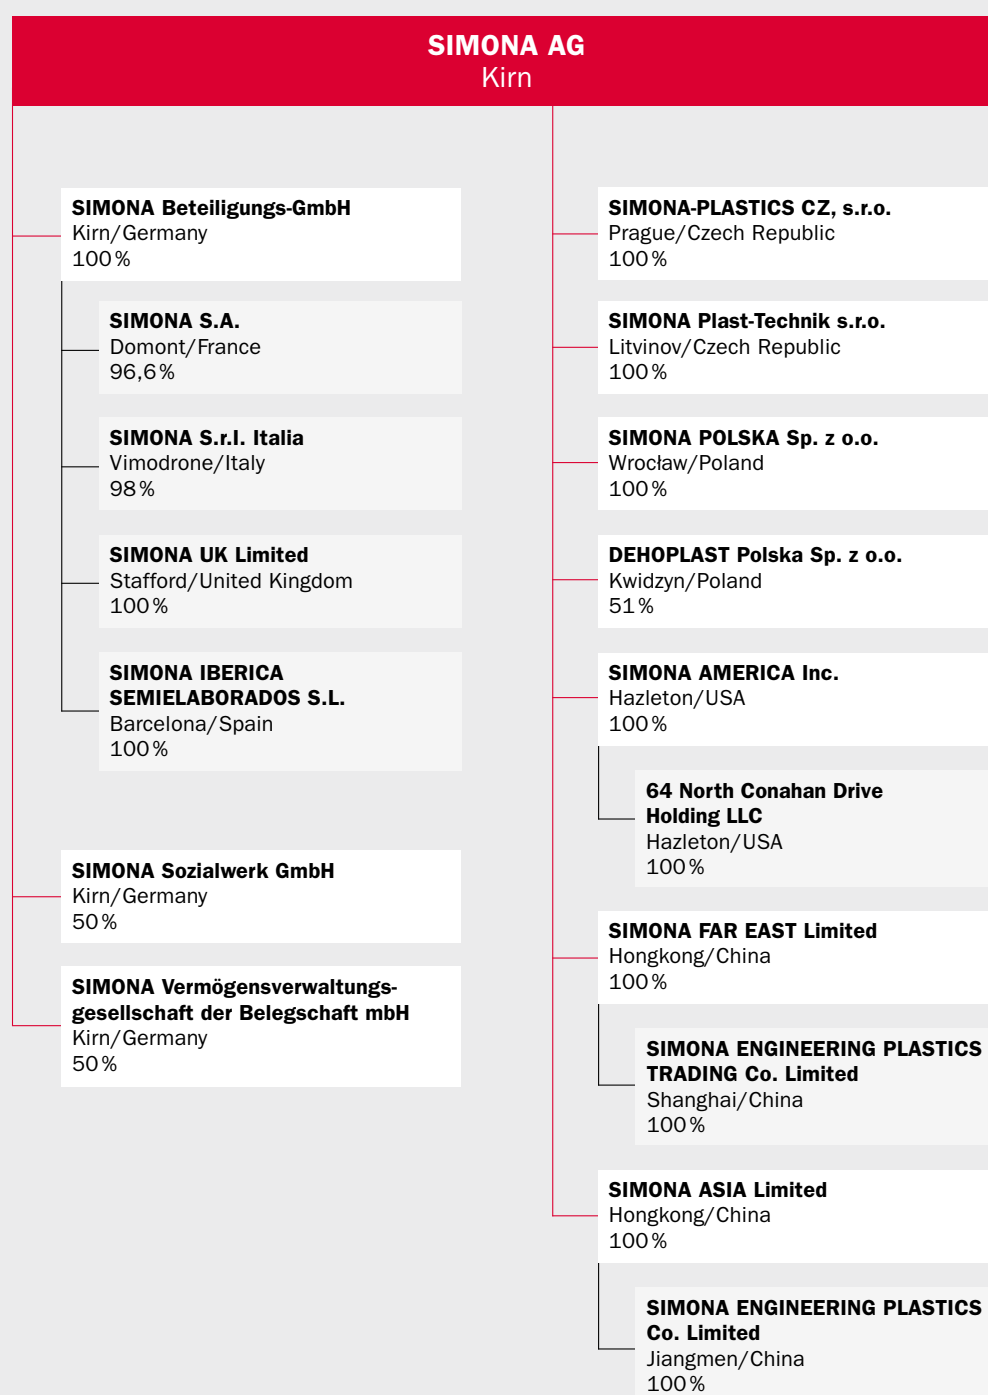 SIMONA AG
Kirn
SIMONA Beteiligungs-GmbH
Kirn/Germany
100 %
SIMONA S.A.
Domont/France
96,6 %
SIMONA S.r.l. Italia
Vimodrone/Italy
98 %
SIMONA UK Limited
Stafford/United Kingdom
100 %
SIMONA IBERICA
SEMIELABORADOS S.L.
Barcelona/Spain
100 %
SIMONA Sozialwerk GmbH
Kirn/Germany
50 %
SIMONA Vermögensverwaltungs-
gesellschaft der Belegschaft mbH
Kirn/Germany
50 %
SIMONA-PLASTICS CZ, s.r.o.
Prague/Czech Republic
100 %
SIMONA Plast-Technik s.r.o.
Litvinov/Czech Republic
100 %
SIMONA POLSKA Sp. z o.o.
Wrocław/Poland
100 %
DEHOPLAST Polska Sp. z o.o.
Kwidzyn/Poland
51 %
SIMONA AMERICA Inc.
Hazleton/USA
100 %
64 North Conahan Drive
Holding LLC
Hazleton/USA
100 %
SIMONA FAR EAST Limited
Hongkong/China
100 %
SIMONA ENGINEERING PLASTICS
TRADING Co. Limited
Shanghai/China
100 %
SIMONA ASIA Limited
Hongkong/China
100 %
SIMONA ENGINEERING PLASTICS
Co. Limited
Jiangmen/China
100 %